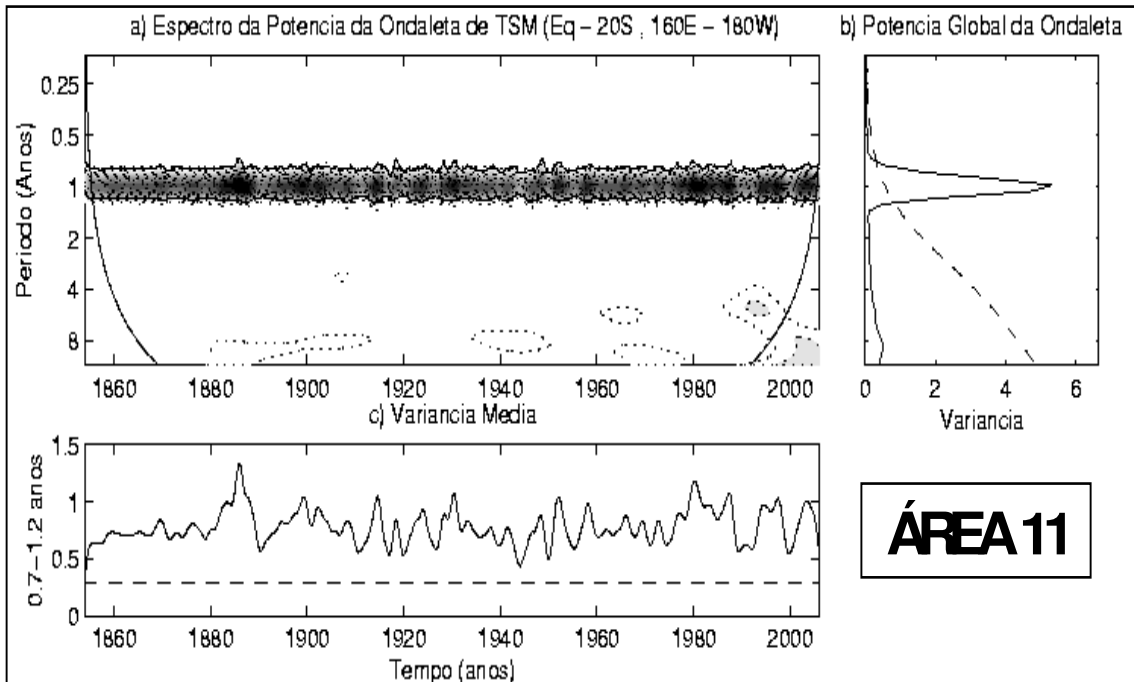 a) Espectro da Potencia da Ondaleta de TSM (Eq – 20S , 160E – 180W)
b) Potencia Global da Ondaleta
Periodo (Anos)
0.25
0.5
1
2
4
8
1860 1880 1900 1920 1940 1960 1980 2000
0 2 4 6
Variancia
c) Variancia Media
0.7–1.2 anos
1.5
1
0.5
0
1860 1880 1900 1920 1940 1960 1980 2000
Tempo (anos)
ÁREA 11